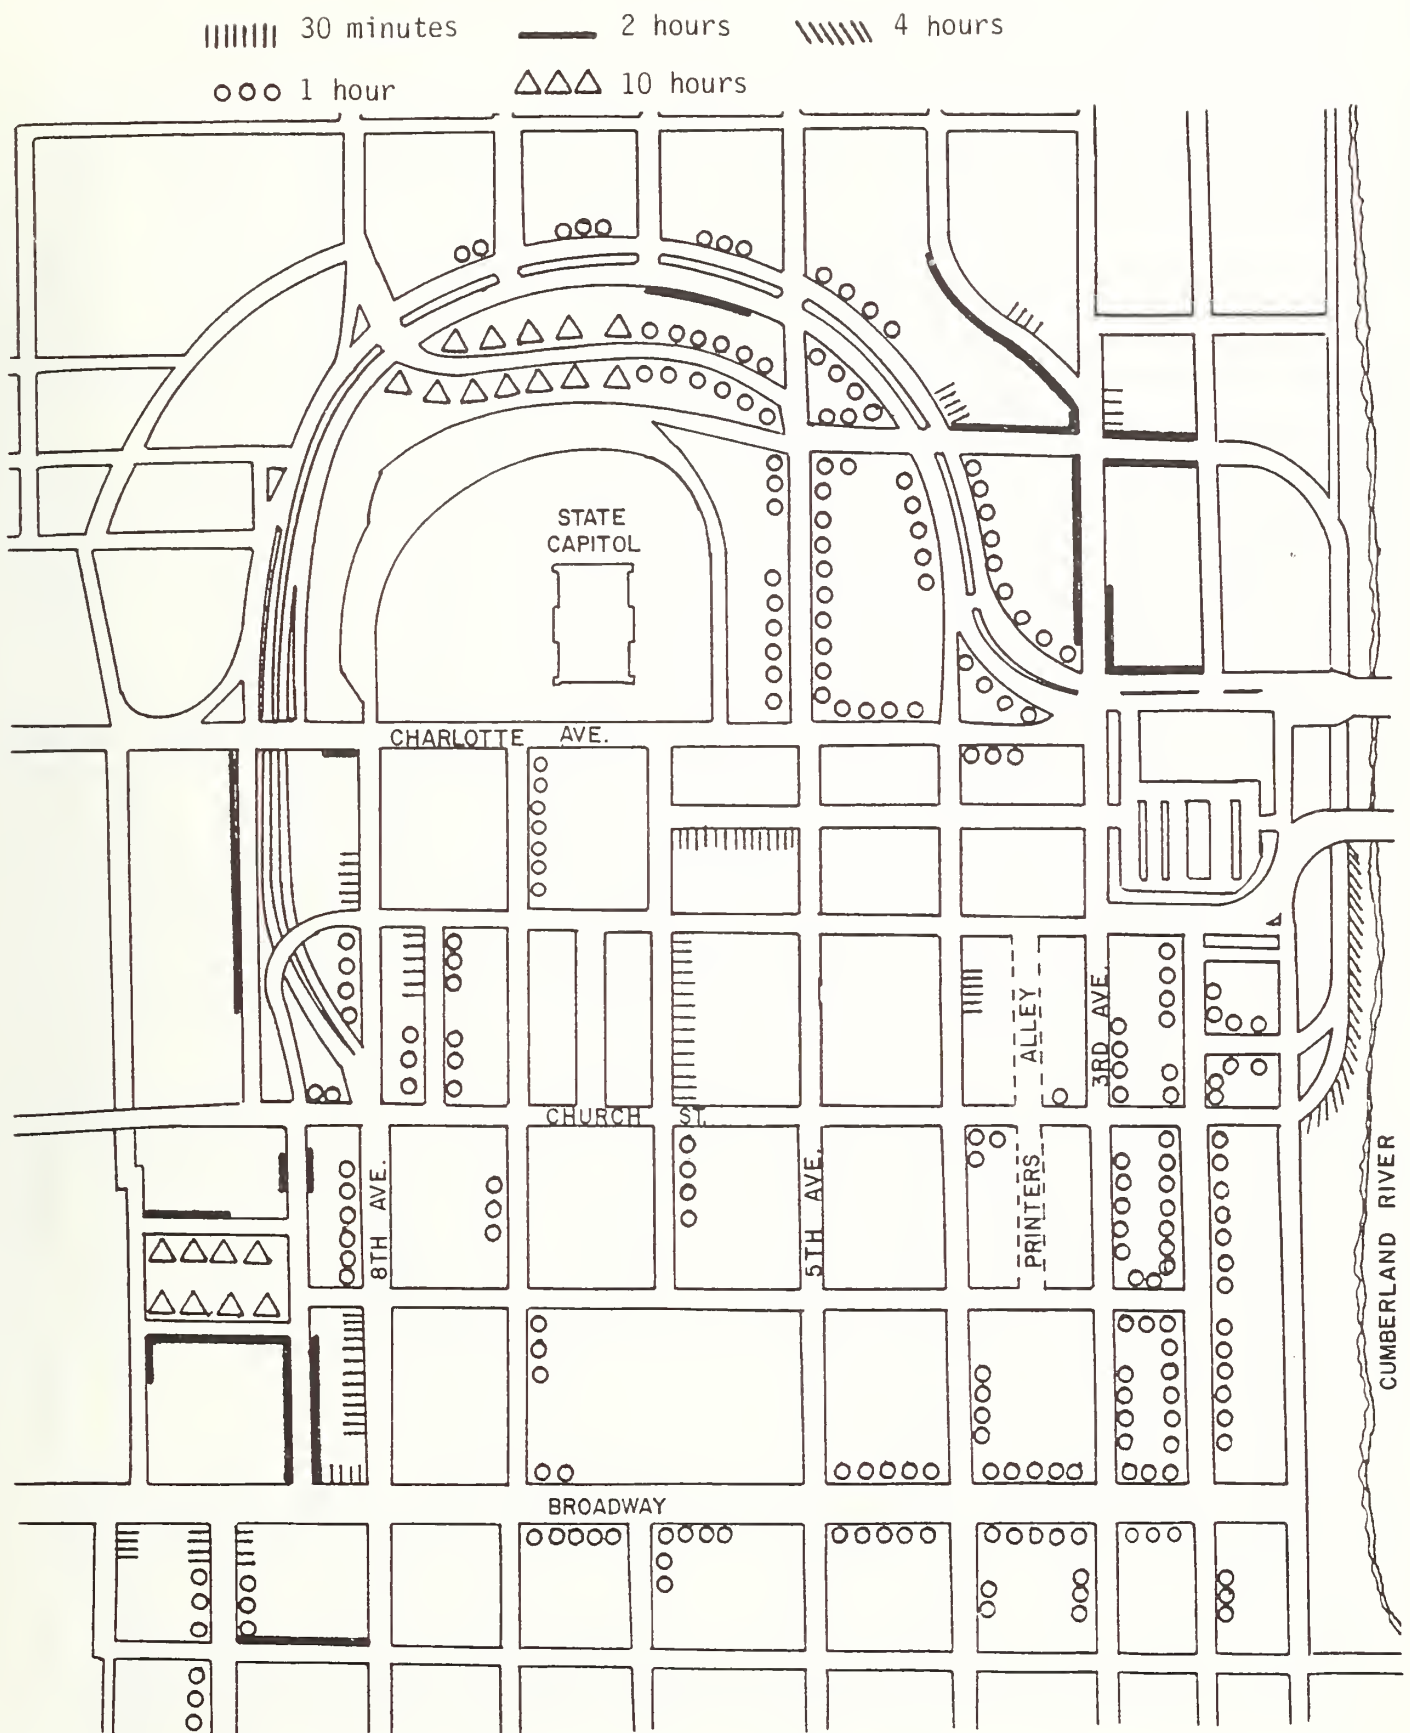 30 minutes
2 hours
4 hours
1 hour
10 hours
STATE
CAPITOL
CHARLOTTE AVE.
ALLEY
3RD AVE.
CHURCH ST.
8TH AVE.
5TH AVE.
PRINTERS
CUMBERLAND RIVER
BROADWAY